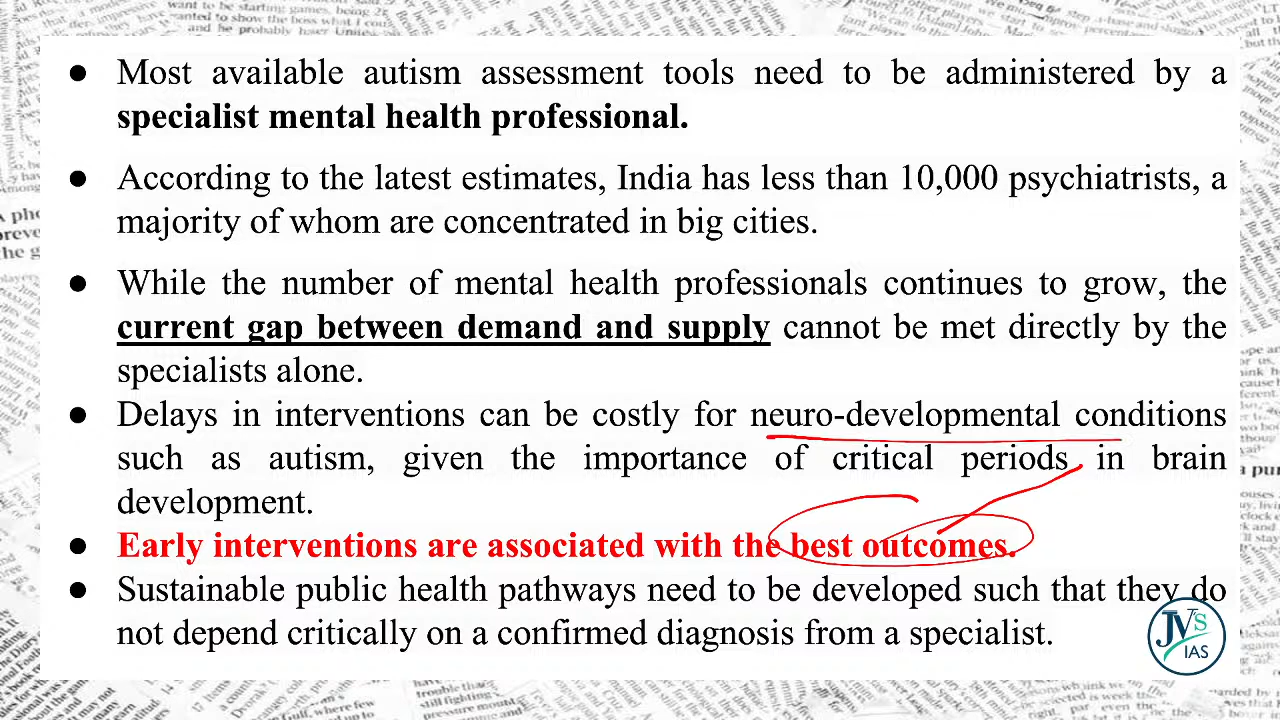 ● Most available autism assessment tools need to be administered by a
specialist mental health professional.
● According to the latest estimates, India has less than 10,000 psychiatrists, a
majority of whom are concentrated in big cities.
● While the number of mental health professionals continues to grow, the
current gap between demand and supply cannot be met directly by the
specialists alone.
● Delays in interventions can be costly for neuro-developmental conditions
such as autism, given the importance of critical periods in brain
development.
● Early interventions are associated with the best outcomes.
● Sustainable public health pathways need to be developed such that they do
not depend critically on a confirmed diagnosis from a specialist.
JV'S
IAS